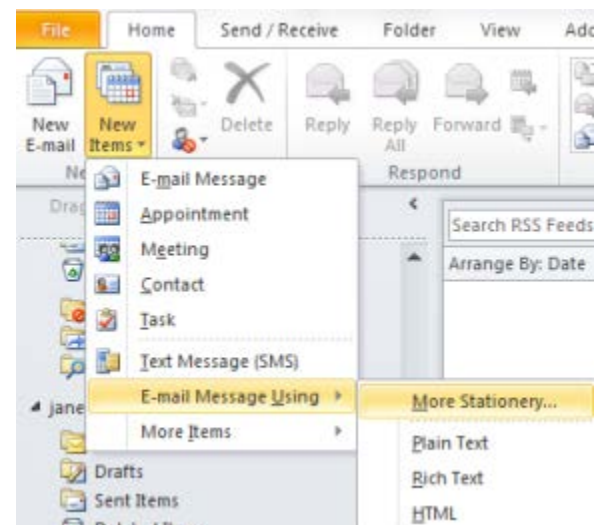 File Home Send / Receive Folder View Add
New E-mail
New Items
Delete
Reply
Reply All
Forward
Ne
Respond
Drag
E-mail Message
Appointment
Meeting
Contact
Task
Text Message (SMS)
E-mail Message Using
More Items
Search RSS Feeds
Arrange By: Date
More Stationery...
Plain Text
Rich Text
HTML
jane
Drafts
Sent Items